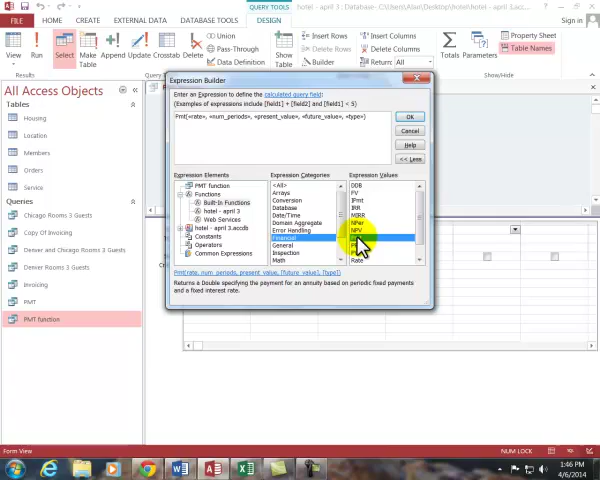 QUERY TOOLS
hotel - april 3 : Database- C:\Users\Alan\Desktop\hotel\hotel - april 3.acc...
FILE HOME CREATE EXTERNAL DATA DATABASE TOOLS DESIGN
Sign in
Select Append Update Crosstab Delete
View Run Make
Union
Pass-Through
Data Definition
Show
Table
Insert Rows
Delete Rows
Builder
Insert Columns
Delete Columns
Return: All
Totals Parameters
Property Sheet
Table Names
Results Show/Hide
All Access Objects
Tables
Housing
Location
Members
Orders
Service
Queries
Chicago Rooms 3 Guests
Copy Of Invoicing
Denver and Chicago Rooms 3 Guests
Denver Rooms 3 Guests
Invoicing
PMT
PMT function
Expression Builder
Enter an Expression to define the calculated query field:
(Examples of expressions include [field1] + [field2] and [field1] < 5)
Pmt(«rate», «num_periods», «present_value», «future_value», «type»)
OK
Cancel
Help
<< Less
Expression Elements
PMT function
Functions
Built-In Functions
hotel - april 3
Web Services
hotel - april 3.accdb
Constants
Operators
Common Expressions
Expression Categories
<All>
Arrays
Conversion
Database
Date/Time
Domain Aggregate
Error Handling
Financial
General
Inspection
Math
Expression Values
DDB
FV
IPmt
IRR
MIRR
NPer
NPV
Rate
Pmt(rate, num_periods, present_value, [future_value], [type])
Returns a Double specifying the payment for an annuity based on periodic fixed payments
and a fixed interest rate.
Form View
NUM LOCK
1:46 PM
4/6/2014